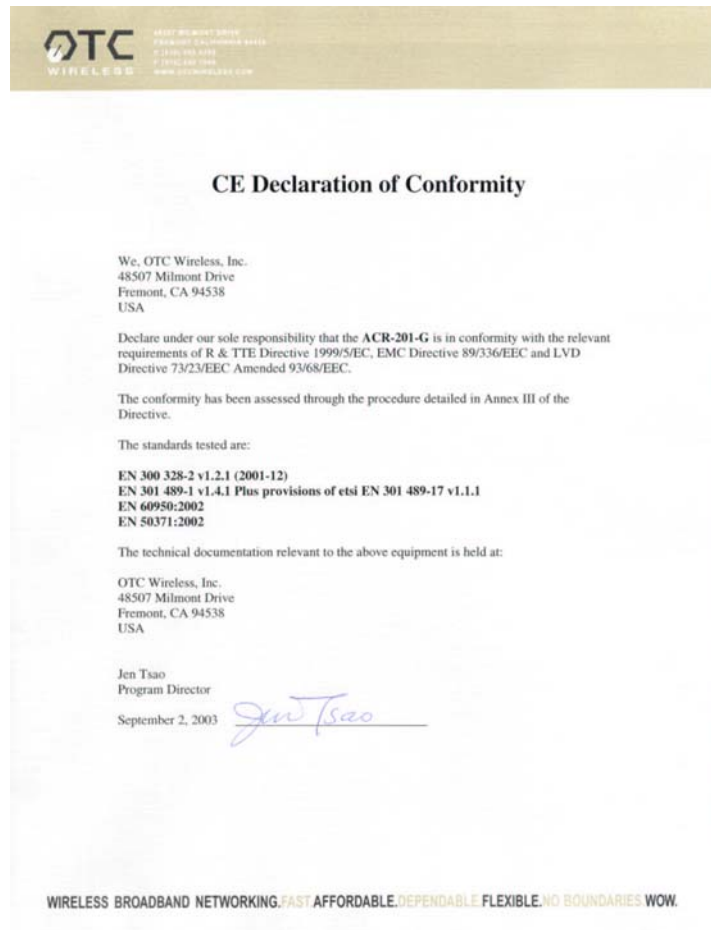 OTC
WIRELESS
CE Declaration of Conformity
We, OTC Wireless, Inc.
48507 Milmont Drive
Fremont, CA 94538
USA
Declare under our sole responsibility that the ACR-201-G is in conformity with the relevant
requirements of R & TTE Directive 1999/5/EC, EMC Directive 89/336/EEC and LVD
Directive 73/23/EEC Amended 93/68/EEC.
The conformity has been assessed through the procedure detailed in Annex III of the
Directive.
The standards tested are:
EN 300 328-2 v1.2.1 (2001-12)
EN 301 489-1 v1.4.1 Plus provisions of etsi EN 301 489-17 v1.1.1
EN 60950:2002
EN 50371:2002
The technical documentation relevant to the above equipment is held at:
OTC Wireless, Inc.
48507 Milmont Drive
Fremont, CA 94538
USA
Jen Tsao
Program Director
September 2, 2003 Jen Tsao
WIRELESS BROADBAND NETWORKING.FAST.AFFORDABLE.DEPENDABLE.FLEXIBLE.NO BOUNDARIES.WOW.